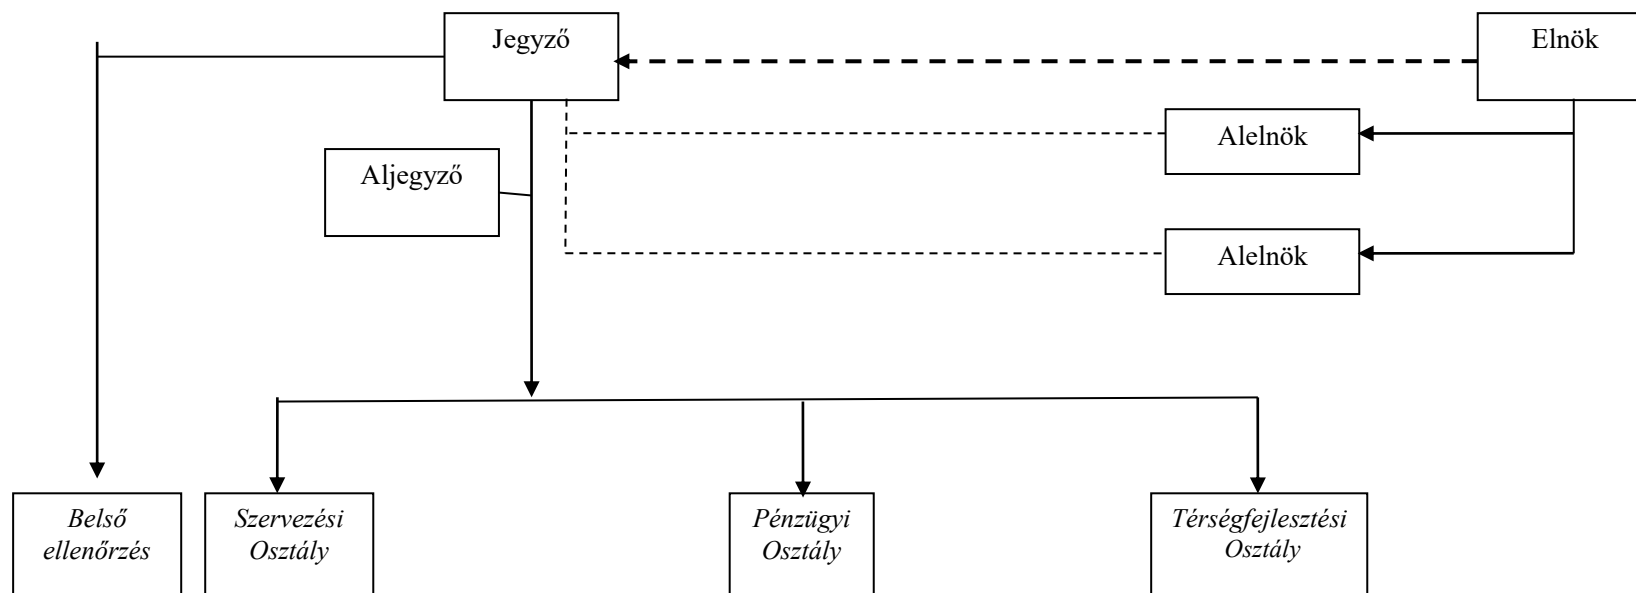 Jegyző
Elnök
Alelnök
Aljegyző
Alelnök
Belső
ellenőrzés
Szervezési
Osztály
Pénzügyi
Osztály
Térségfejlesztési
Osztály